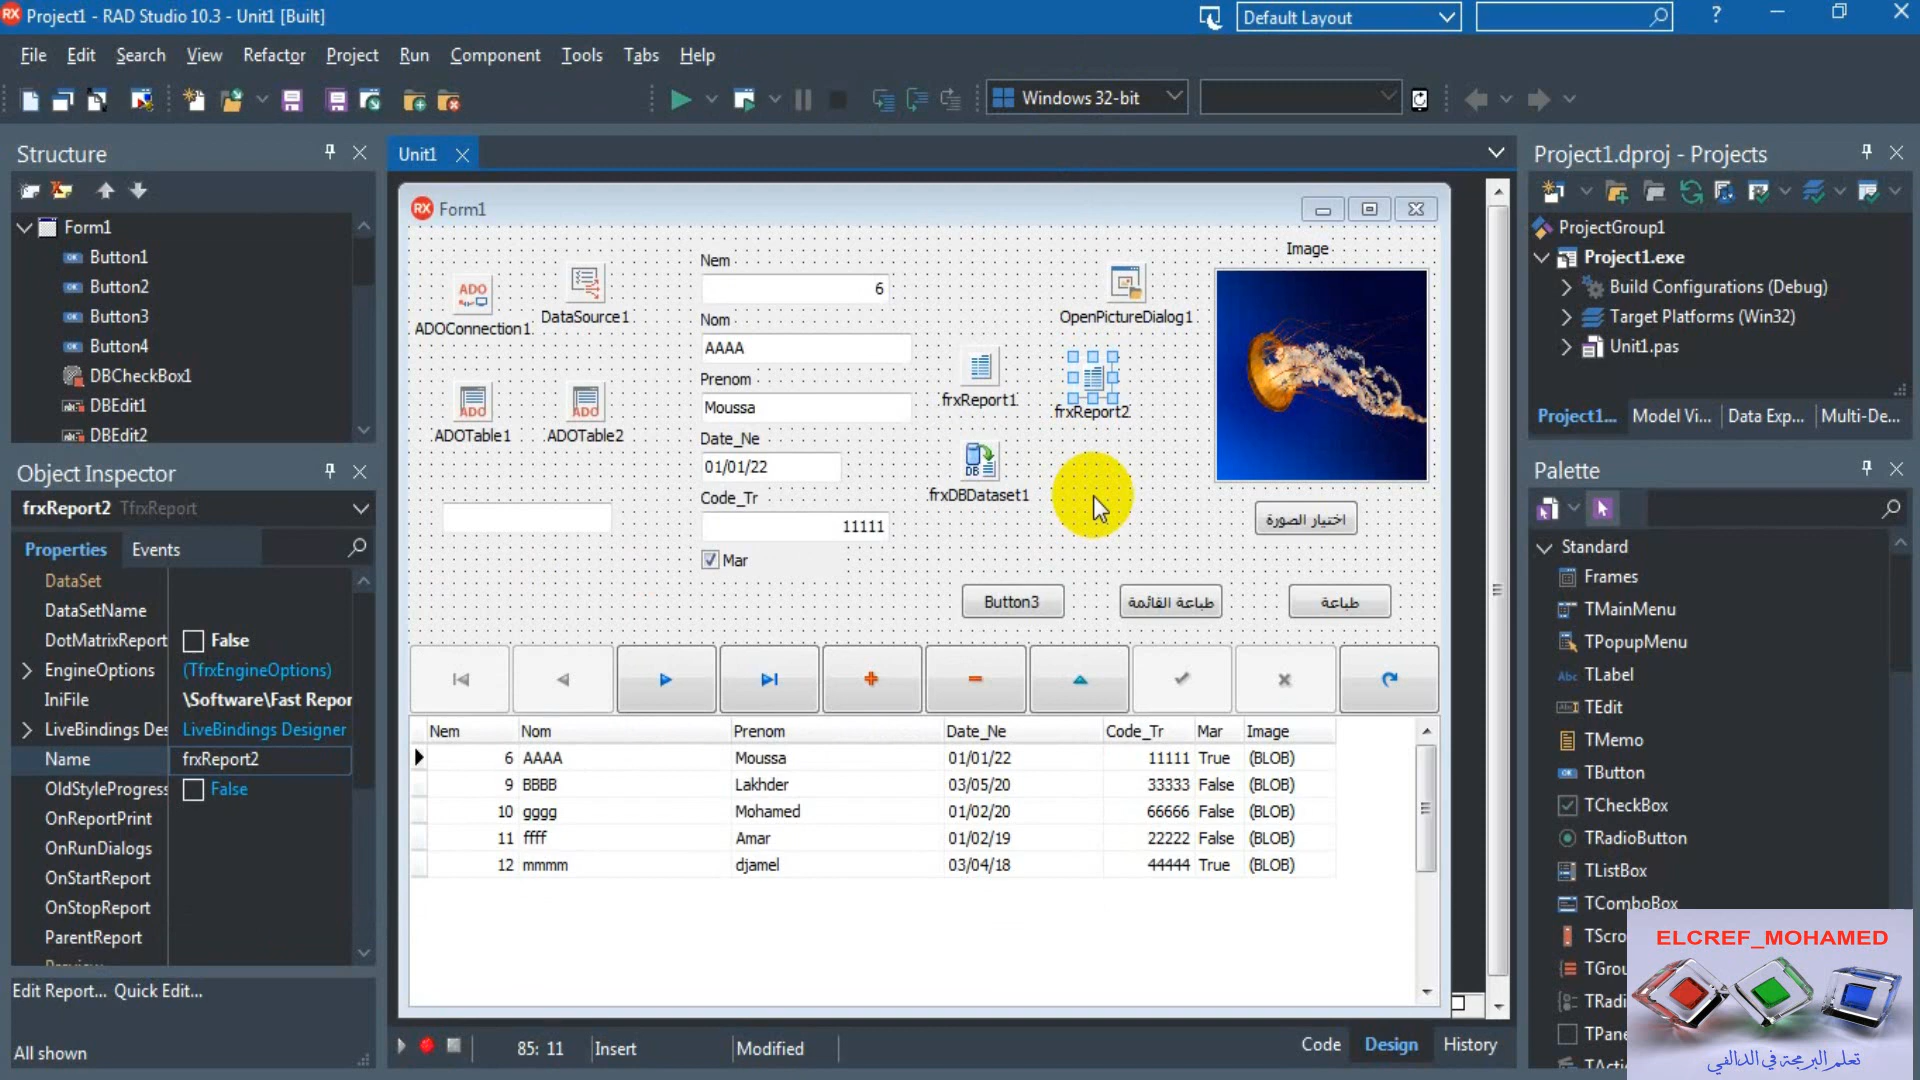 Project1 - RAD Studio 10.3 - Unit1 [Built]
Default Layout
?
File Edit Search View Refactor Project Run Component Tools Tabs Help
Windows 32-bit
Structure
Form1
Button1
Button2
Button3
Button4
DBCheckBox1
DBEdit1
DBEdit2
Object Inspector
frxReport2 TfrxReport
Properties Events
DataSet
DataSetName
DotMatrixReport False
EngineOptions (TfrxEngineOptions)
IniFile \Software\Fast Repor
LiveBindings Des LiveBindings Designer
Name frxReport2
OldStyleProgress False
OnReportPrint
OnRunDialogs
OnStartReport
OnStopReport
ParentReport
Edit Report... Quick Edit...
All shown
Unit1
Form1
ADO
ADOConnection1
DataSource1
ADO
ADOTable1
ADO
ADOTable2
Nem
6
Nom
AAAA
Prenom
Moussa
Date_Ne
01/01/22
Code_Tr
11111
Mar
frxReport1
frxReport2
DB
frxDBDataset1
OpenPictureDialog1
Image
اختيار الصورة
Button3
طباعة القائمة
طباعة
Nem Nom Prenom Date_Ne Code_Tr Mar Image
6 AAAA Moussa 01/01/22 11111 True (BLOB)
9 BBBB Lakhder 03/05/20 33333 False (BLOB)
10 gggg Mohamed 01/02/20 66666 False (BLOB)
11 ffff Amar 01/02/19 22222 False (BLOB)
12 mmmm djamel 03/04/18 44444 True (BLOB)
85: 11 Insert Modified
Code Design History
Project1.dproj - Projects
ProjectGroup1
Project1.exe
Build Configurations (Debug)
Target Platforms (Win32)
Unit1.pas
Project1... Model Vi... Data Exp... Multi-De...
Palette
Standard
Frames
TMainMenu
TPopupMenu
TLabel
TEdit
TMemo
TButton
TCheckBox
TRadioButton
TListBox
TComboBox
TScro
TGrou
TRadi
TPane
TActi
ELCREF_MOHAMED
تعلم البرمجة في الدالفي